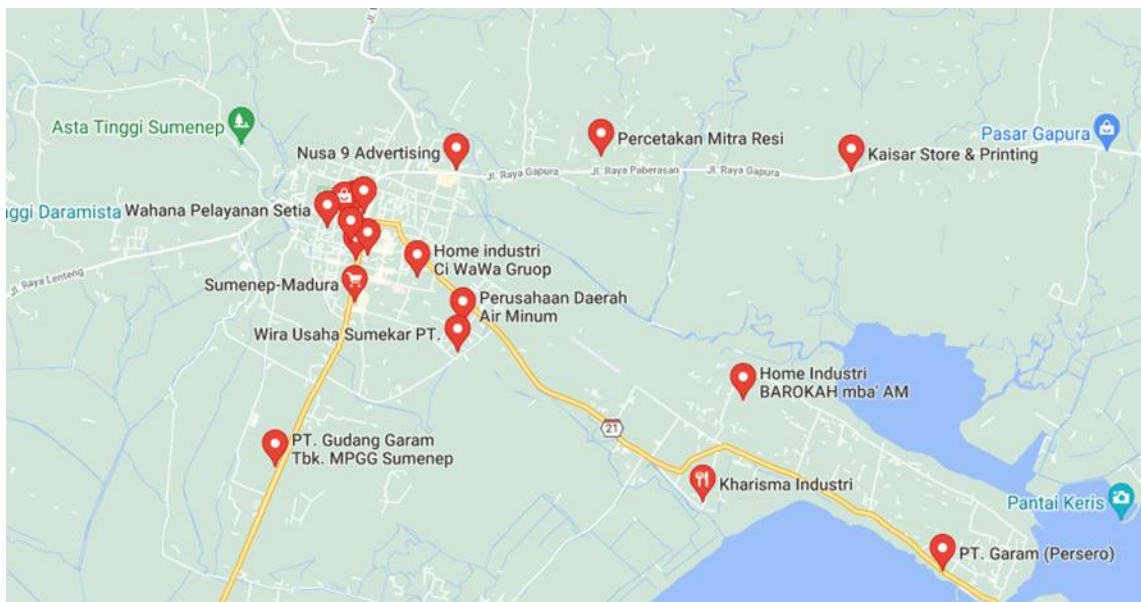 Asta Tinggi Sumenep
Nusa 9 Advertising
Percetakan Mitra Resi
Kaisar Store & Printing
Pasar Gapura
Jl. Raya Gapura
Jl. Raya Paberasan
Jl. Raya Gapura
ggi Daramista
Wahana Pelayanan Setia
Jl. Raya Lenteng
Home industri
Ci WaWa Gruop
Sumenep-Madura
Perusahaan Daerah
Air Minum
Wira Usaha Sumekar PT.
Home Industri
BAROKAH mba' AM
21
PT. Gudang Garam
Tbk. MPGG Sumenep
Kharisma Industri
Pantai Keris
PT. Garam (Persero)